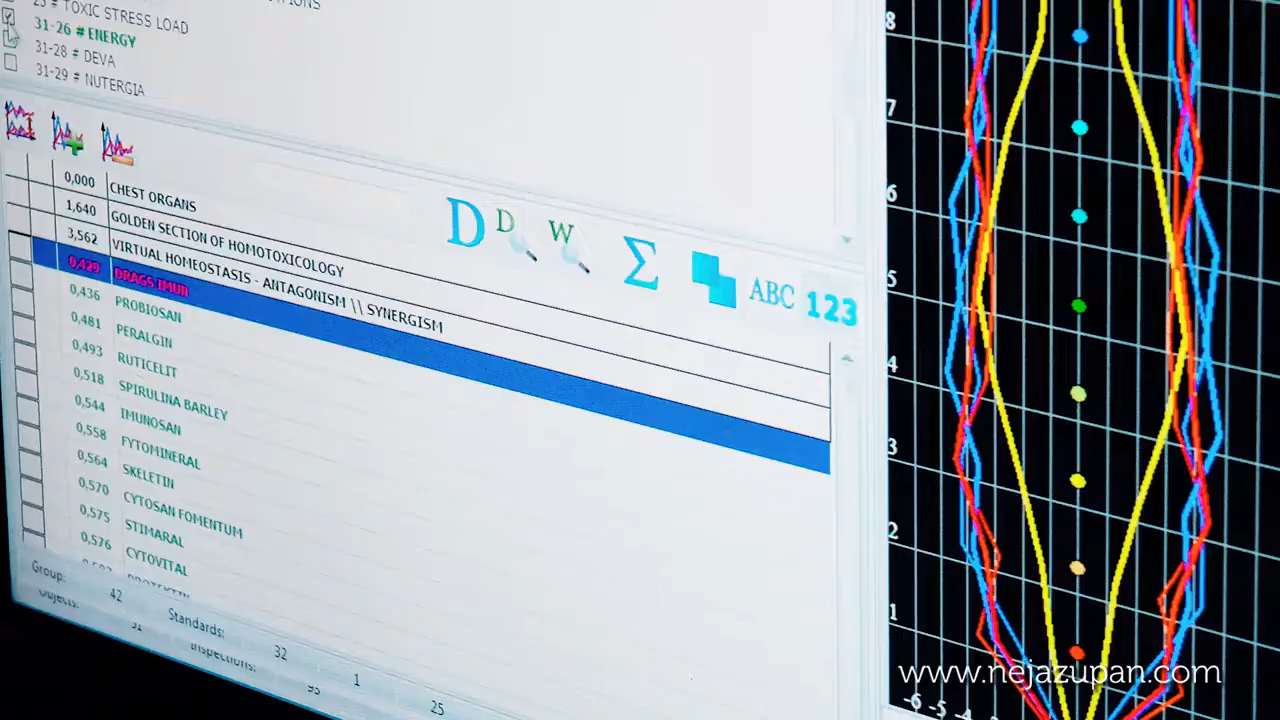 23 # TOXIC STRESS LOAD
31-26 # ENERGY
31-28 # DEVA
31-29 # NUTERGIA
0,000 CHEST ORGANS
1,640 GOLDEN SECTION OF HOMOTOXICOLOGY
3,562 VIRTUAL HOMEOSTASIS - ANTAGONISM \\ SYNERGISM
0,429 DRAGS IMUN
0,436 PROBIOSAN
0,481 PERALGIN
0,493 RUTICELIT
0,518 SPIRULINA BARLEY
0,544 IMUNOSAN
0,558 FYTOMINERAL
0,564 SKELETIN
0,570 CYTOSAN FOMENTUM
0,575 STIMARAL
0,576 CYTOVITAL
D D W Σ ABC 123
Group: 42 Standards: 32 1
Objects: Inspections: 25
8
7
6
5
4
3
2
1
-6 -5 -4
www.nejazupan.com